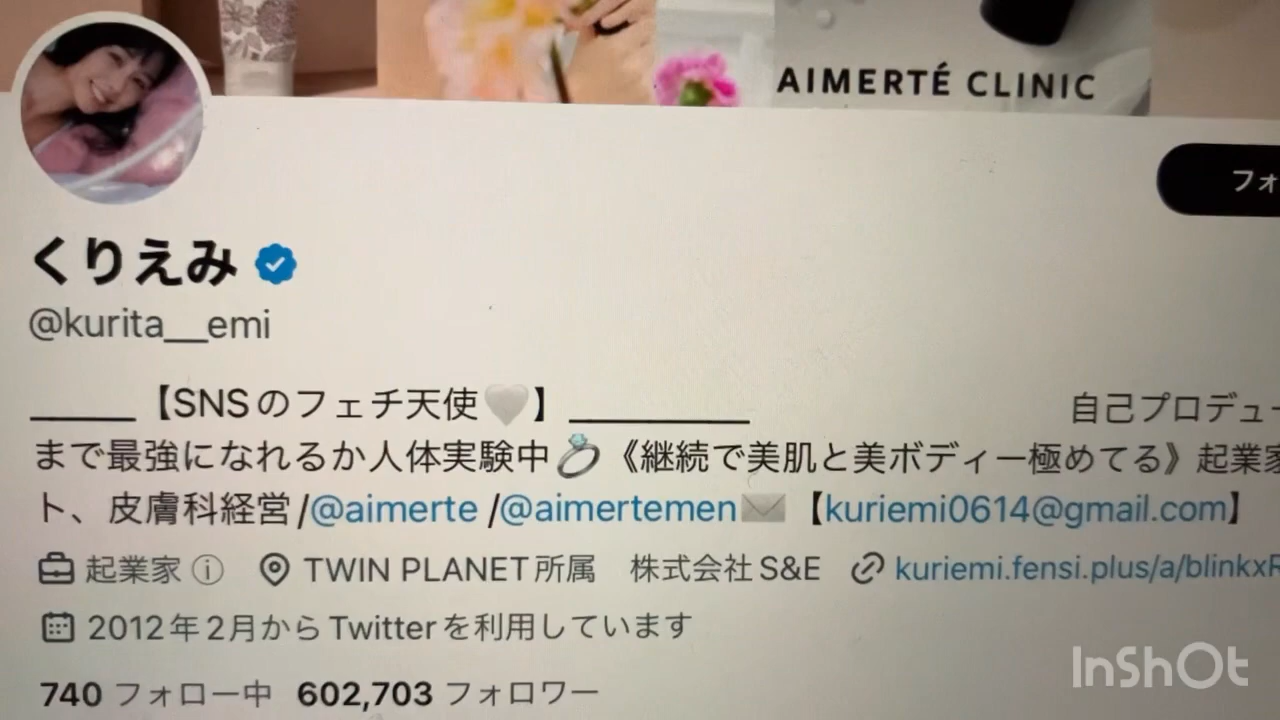 AIMERTÉ CLINIC
フォ
くりえみ
@kurita__emi
______【SNSのフェチ天使🤍】__________ 自己プロデュー
まで最強になれるか人体実験中💍《継続で美肌と美ボディー極めてる》起業家
ト、皮膚科経営/@aimerte /@aimertemen✉️【kuriemi0614@gmail.com】
起業家 TWIN PLANET所属 株式会社S&E kuriemi.fensi.plus/a/blinkxR
2012年2月からTwitterを利用しています
740 フォロー中 602,703 フォロワー
InShOt